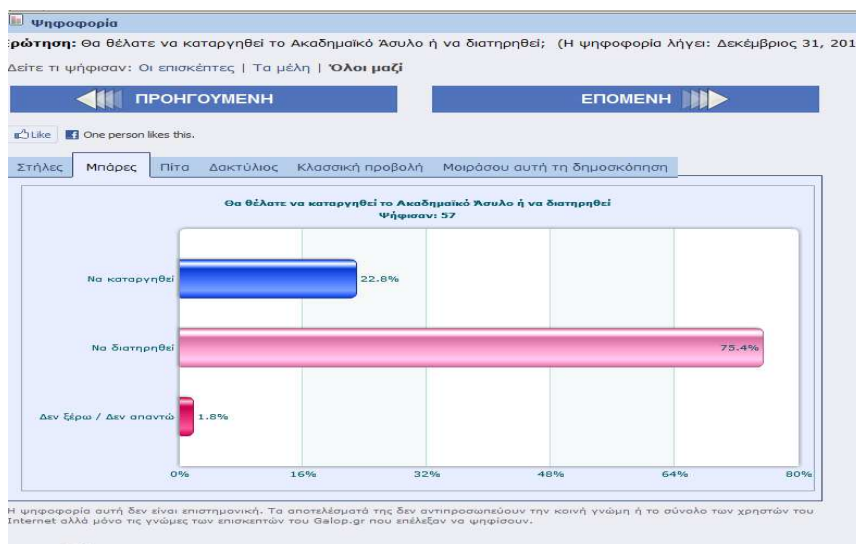 Ψηφοφορία
ρώτηση: Θα θέλατε να καταργηθεί το Ακαδημαϊκό Άσυλο ή να διατηρηθεί; (Η ψηφοφορία λήγει: Δεκέμβριος 31, 201
Δείτε τι ψήφισαν: Οι επισκέπτες | Τα μέλη | Όλοι μαζί
ΠΡΟΗΓΟΥΜΕΝΗ ΕΠΟΜΕΝΗ
Like One person likes this.
Στήλες Μπάρες Πίτα Δακτύλιος Κλασσική προβολή Μοιράσου αυτή τη δημοσκόπηση
Θα θέλατε να καταργηθεί το Ακαδημαϊκό Άσυλο ή να διατηρηθεί
Ψήφισαν: 57
Να καταργηθεί 22.8%
Να διατηρηθεί 75.4%
Δεν ξέρω / Δεν απαντώ 1.8%
0% 16% 32% 48% 64% 80%
Η ψηφοφορία αυτή δεν είναι επιστημονική. Τα αποτελέσματά της δεν αντιπροσωπεύουν την κοινή γνώμη ή το σύνολο των χρηστών του
Internet αλλά μόνο τις γνώμες των επισκεπτών του Galop.gr που επέλεξαν να ψηφίσουν.